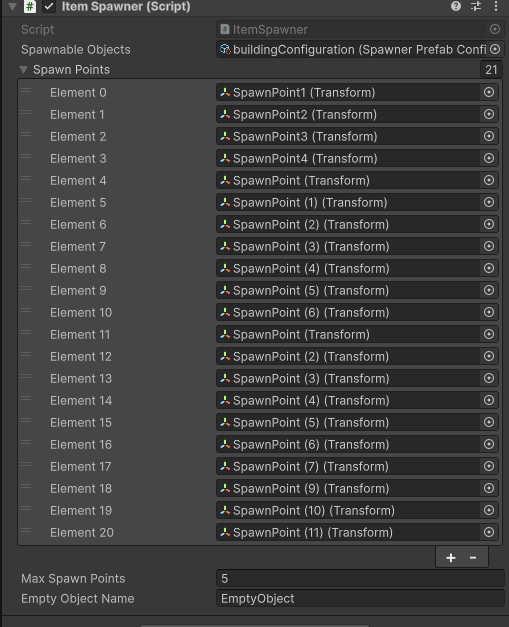 Item Spawner (Script)
Script ItemSpawner
Spawnable Objects buildingConfiguration (Spawner Prefab Confi
Spawn Points 21
Element 0 SpawnPoint1 (Transform)
Element 1 SpawnPoint2 (Transform)
Element 2 SpawnPoint3 (Transform)
Element 3 SpawnPoint4 (Transform)
Element 4 SpawnPoint (Transform)
Element 5 SpawnPoint (1) (Transform)
Element 6 SpawnPoint (2) (Transform)
Element 7 SpawnPoint (3) (Transform)
Element 8 SpawnPoint (4) (Transform)
Element 9 SpawnPoint (5) (Transform)
Element 10 SpawnPoint (6) (Transform)
Element 11 SpawnPoint (Transform)
Element 12 SpawnPoint (2) (Transform)
Element 13 SpawnPoint (3) (Transform)
Element 14 SpawnPoint (4) (Transform)
Element 15 SpawnPoint (5) (Transform)
Element 16 SpawnPoint (6) (Transform)
Element 17 SpawnPoint (7) (Transform)
Element 18 SpawnPoint (9) (Transform)
Element 19 SpawnPoint (10) (Transform)
Element 20 SpawnPoint (11) (Transform)
+ -
Max Spawn Points 5
Empty Object Name EmptyObject